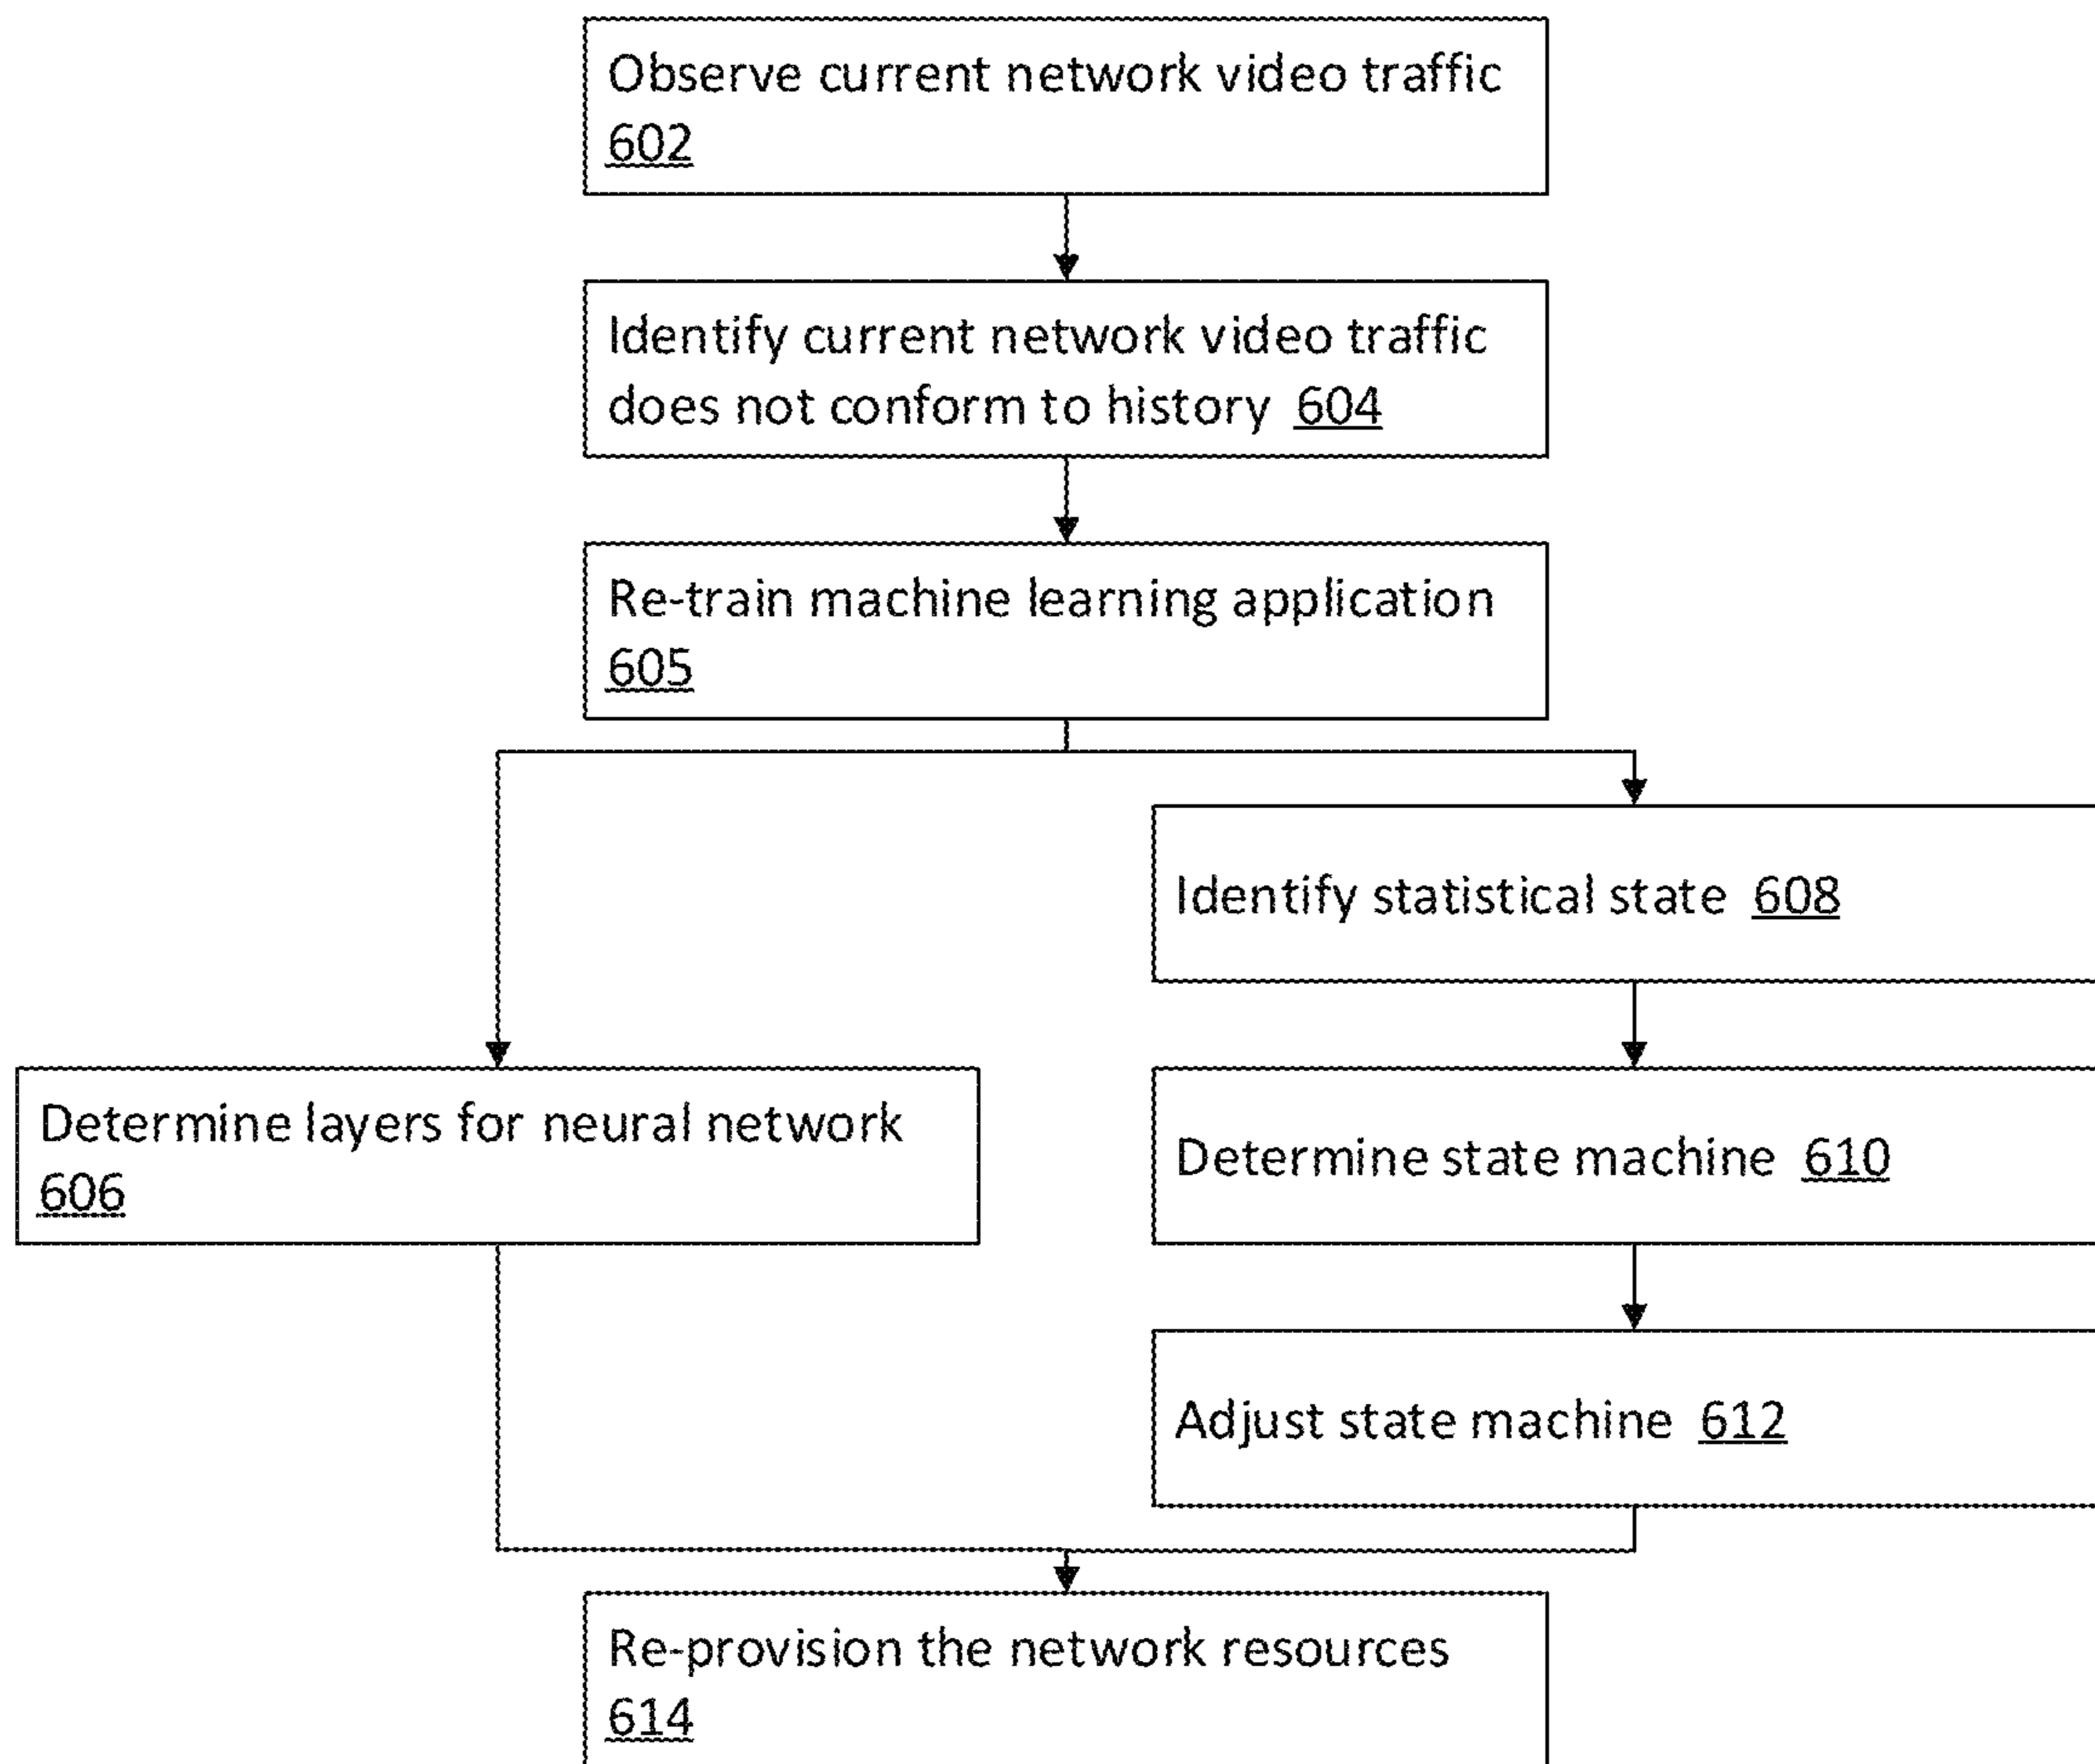 Observe current network video traffic
602
Identify current network video traffic
does not conform to history 604
Re-train machine learning application
605
Identify statistical state 608
Determine layers for neural network
606
Determine state machine 610
Adjust state machine 612
Re-provision the network resources
614